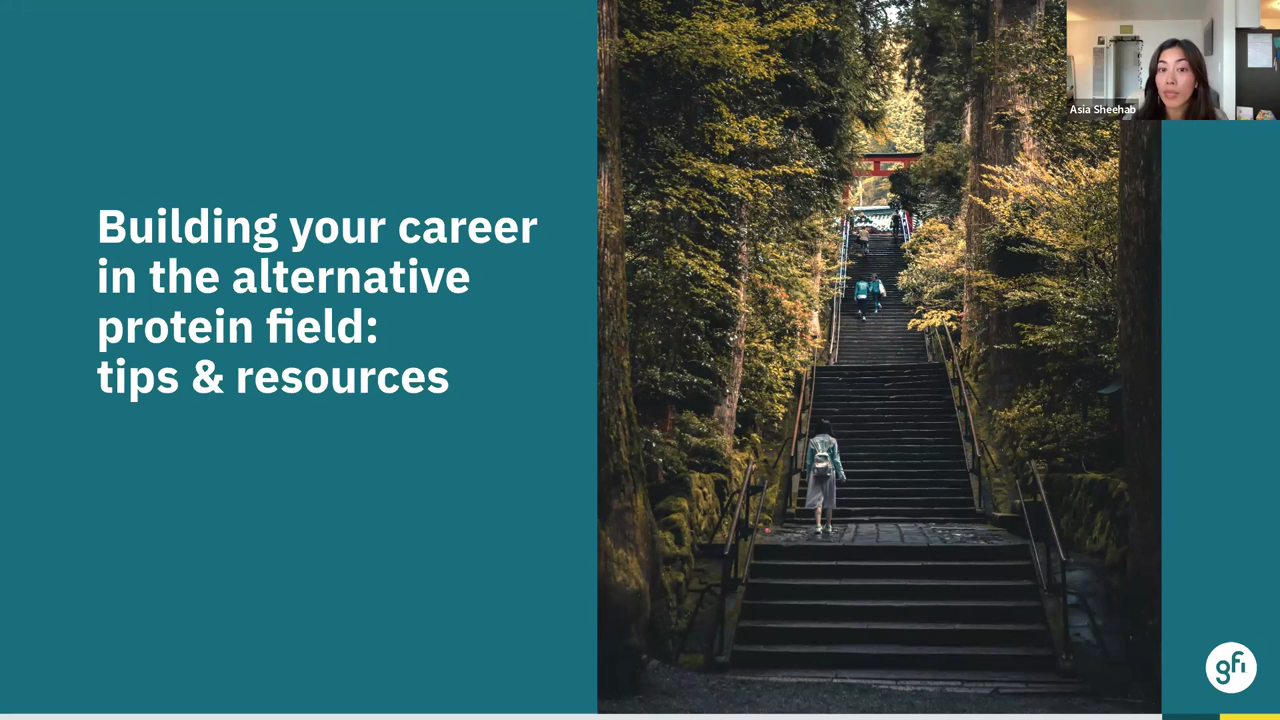 Asia Sheehab
Building your career
in the alternative
protein field:
tips & resources
gfi